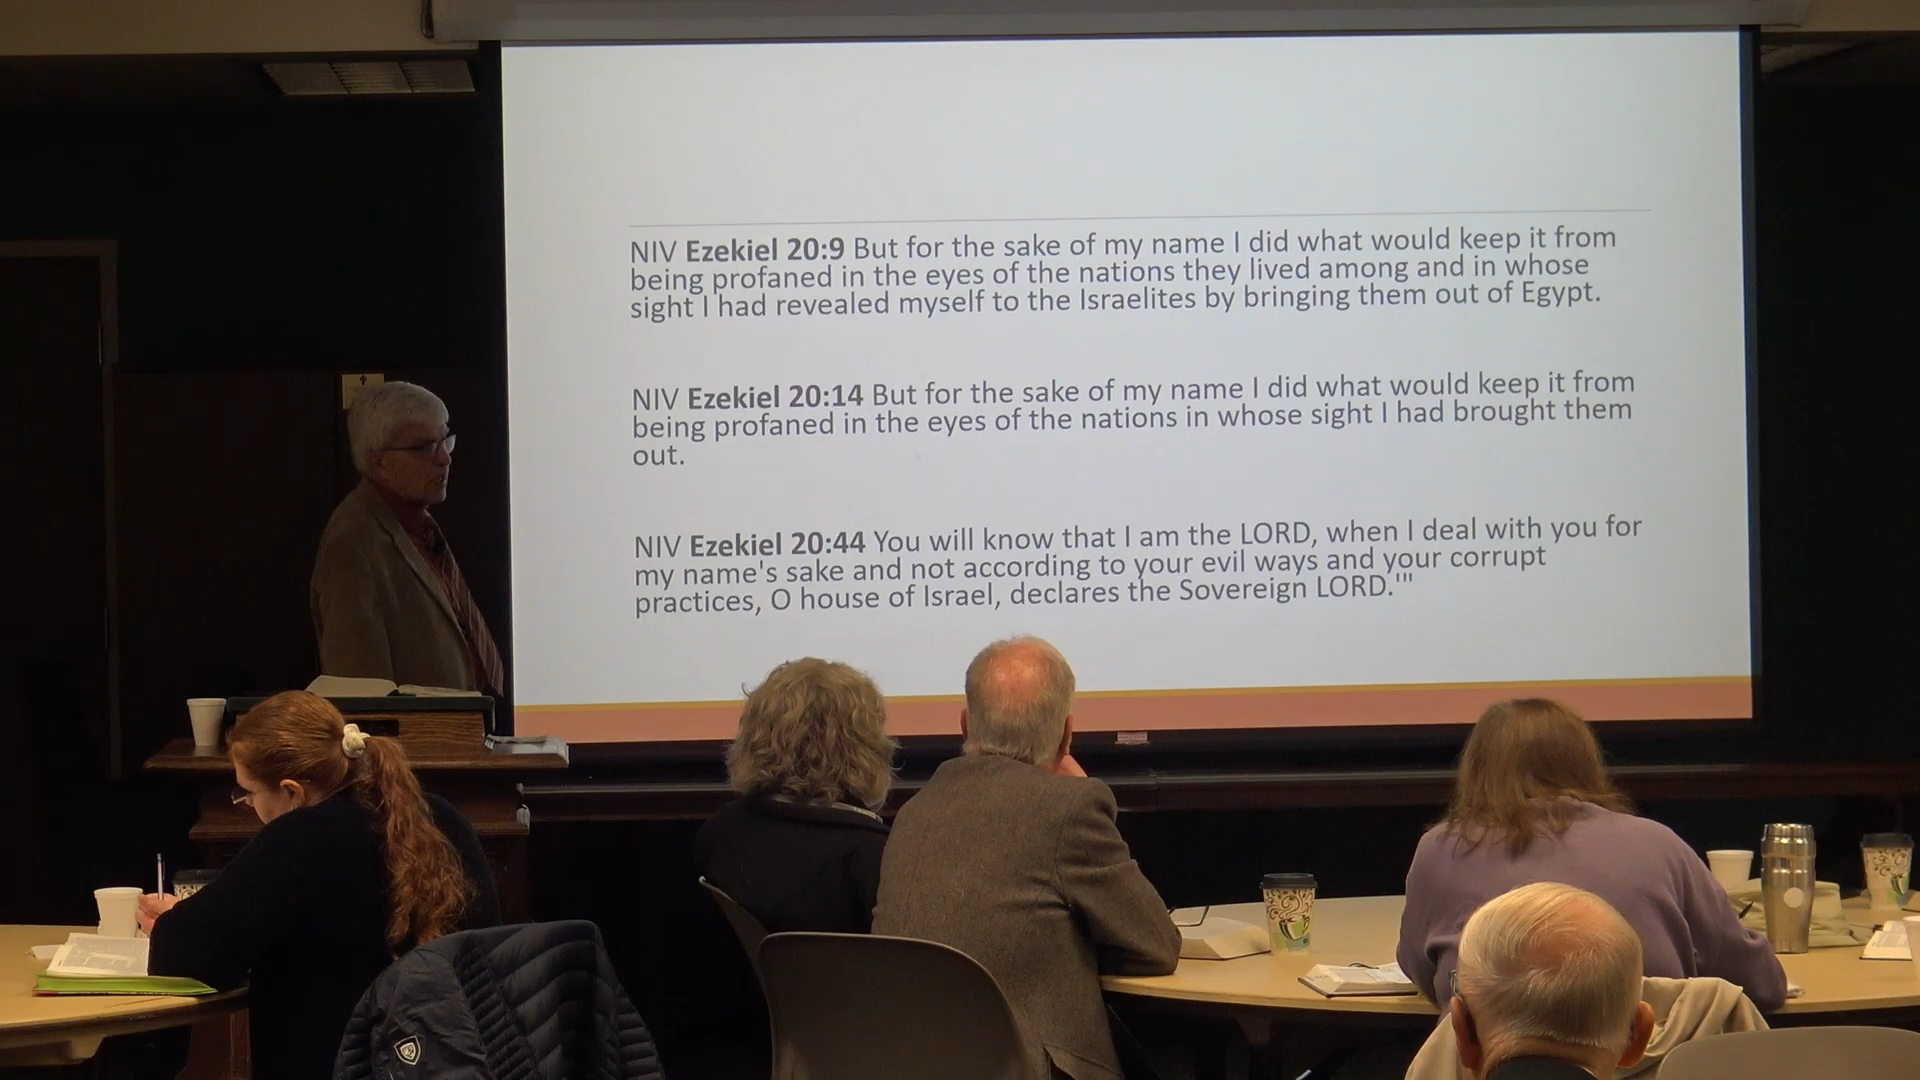 NIV Ezekiel 20:9 But for the sake of my name I did what would keep it from
being profaned in the eyes of the nations they lived among and in whose
sight I had revealed myself to the Israelites by bringing them out of Egypt.
NIV Ezekiel 20:14 But for the sake of my name I did what would keep it from
being profaned in the eyes of the nations in whose sight I had brought them
out.
NIV Ezekiel 20:44 You will know that I am the LORD, when I deal with you for
my name's sake and not according to your evil ways and your corrupt
practices, O house of Israel, declares the Sovereign LORD.'"